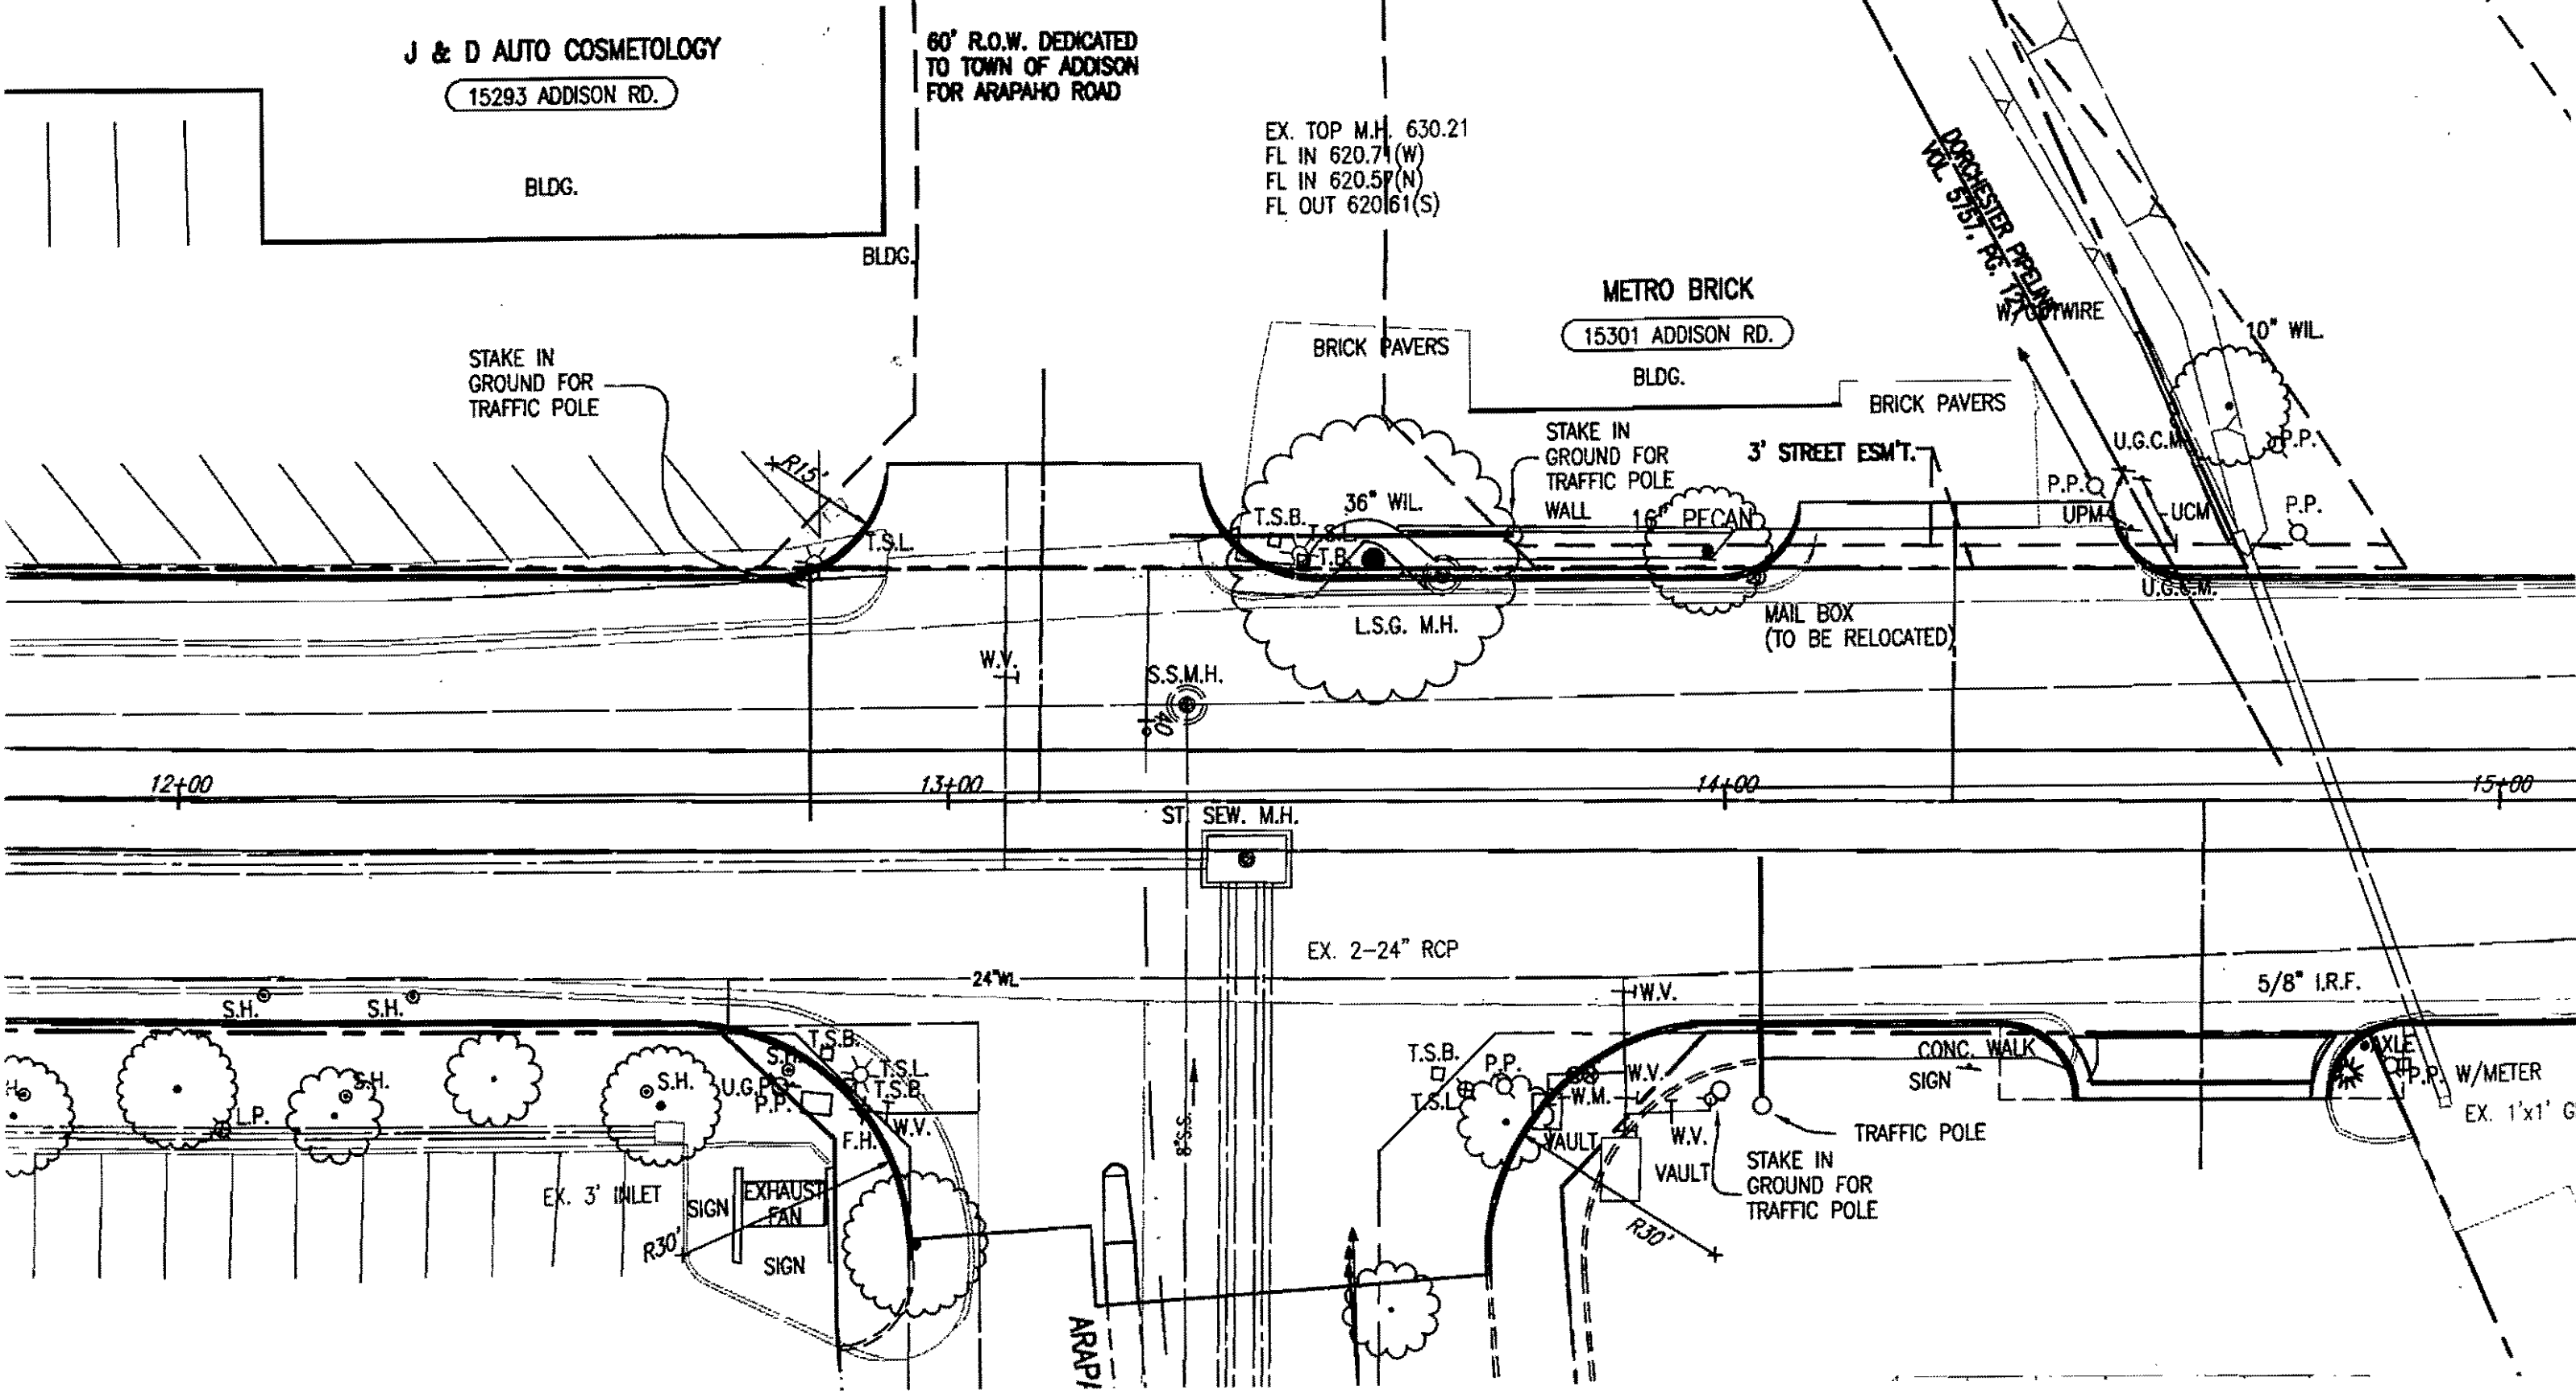 J & D AUTO COSMETOLOGY
15293 ADDISON RD.
BLDG.
BLDG.
60' R.O.W. DEDICATED
TO TOWN OF ADDISON
FOR ARAPAHO ROAD
EX. TOP M.H. 630.21
FL IN 620.71(W)
FL IN 620.57(N)
FL OUT 620.61(S)
DORCHESTER PIPELINE
VOL. 5757, PG.
W/GUYWIRE
METRO BRICK
15301 ADDISON RD.
BLDG.
BRICK PAVERS
BRICK PAVERS
10" WIL.
STAKE IN
GROUND FOR
TRAFFIC POLE
STAKE IN
GROUND FOR
TRAFFIC POLE
WALL
3' STREET ESM'T.
U.G.C.M.
P.P.
R15'
36" WIL.
16" PECAN
P.P.
UPM
UCM
P.P.
T.S.L.
T.S.B.
T.S.L.
T.B.
U.G.C.M.
L.S.G. M.H.
MAIL BOX
(TO BE RELOCATED)
W.V.
S.S.M.H.
40
12+00
13+00
14+00
15+00
ST. SEW. M.H.
EX. 2-24" RCP
24"WL
W.V.
5/8" I.R.F.
S.H.
S.H.
T.S.B.
T.S.L.
T.S.B.
U.G.P.
P.P.
W.V.
F.H.
S.H.
S.H.
L.P.
T.S.B.
P.P.
T.S.L.
W.V.
W.M.
W.V.
VAULT
VAULT
CONC. WALK
SIGN
AXLE
P.P. W/METER
EX. 1'x1' G
TRAFFIC POLE
STAKE IN
GROUND FOR
TRAFFIC POLE
8"S.S.
EX. 3' INLET
SIGN
EXHAUST
FAN
SIGN
R30'
R30'
ARAP